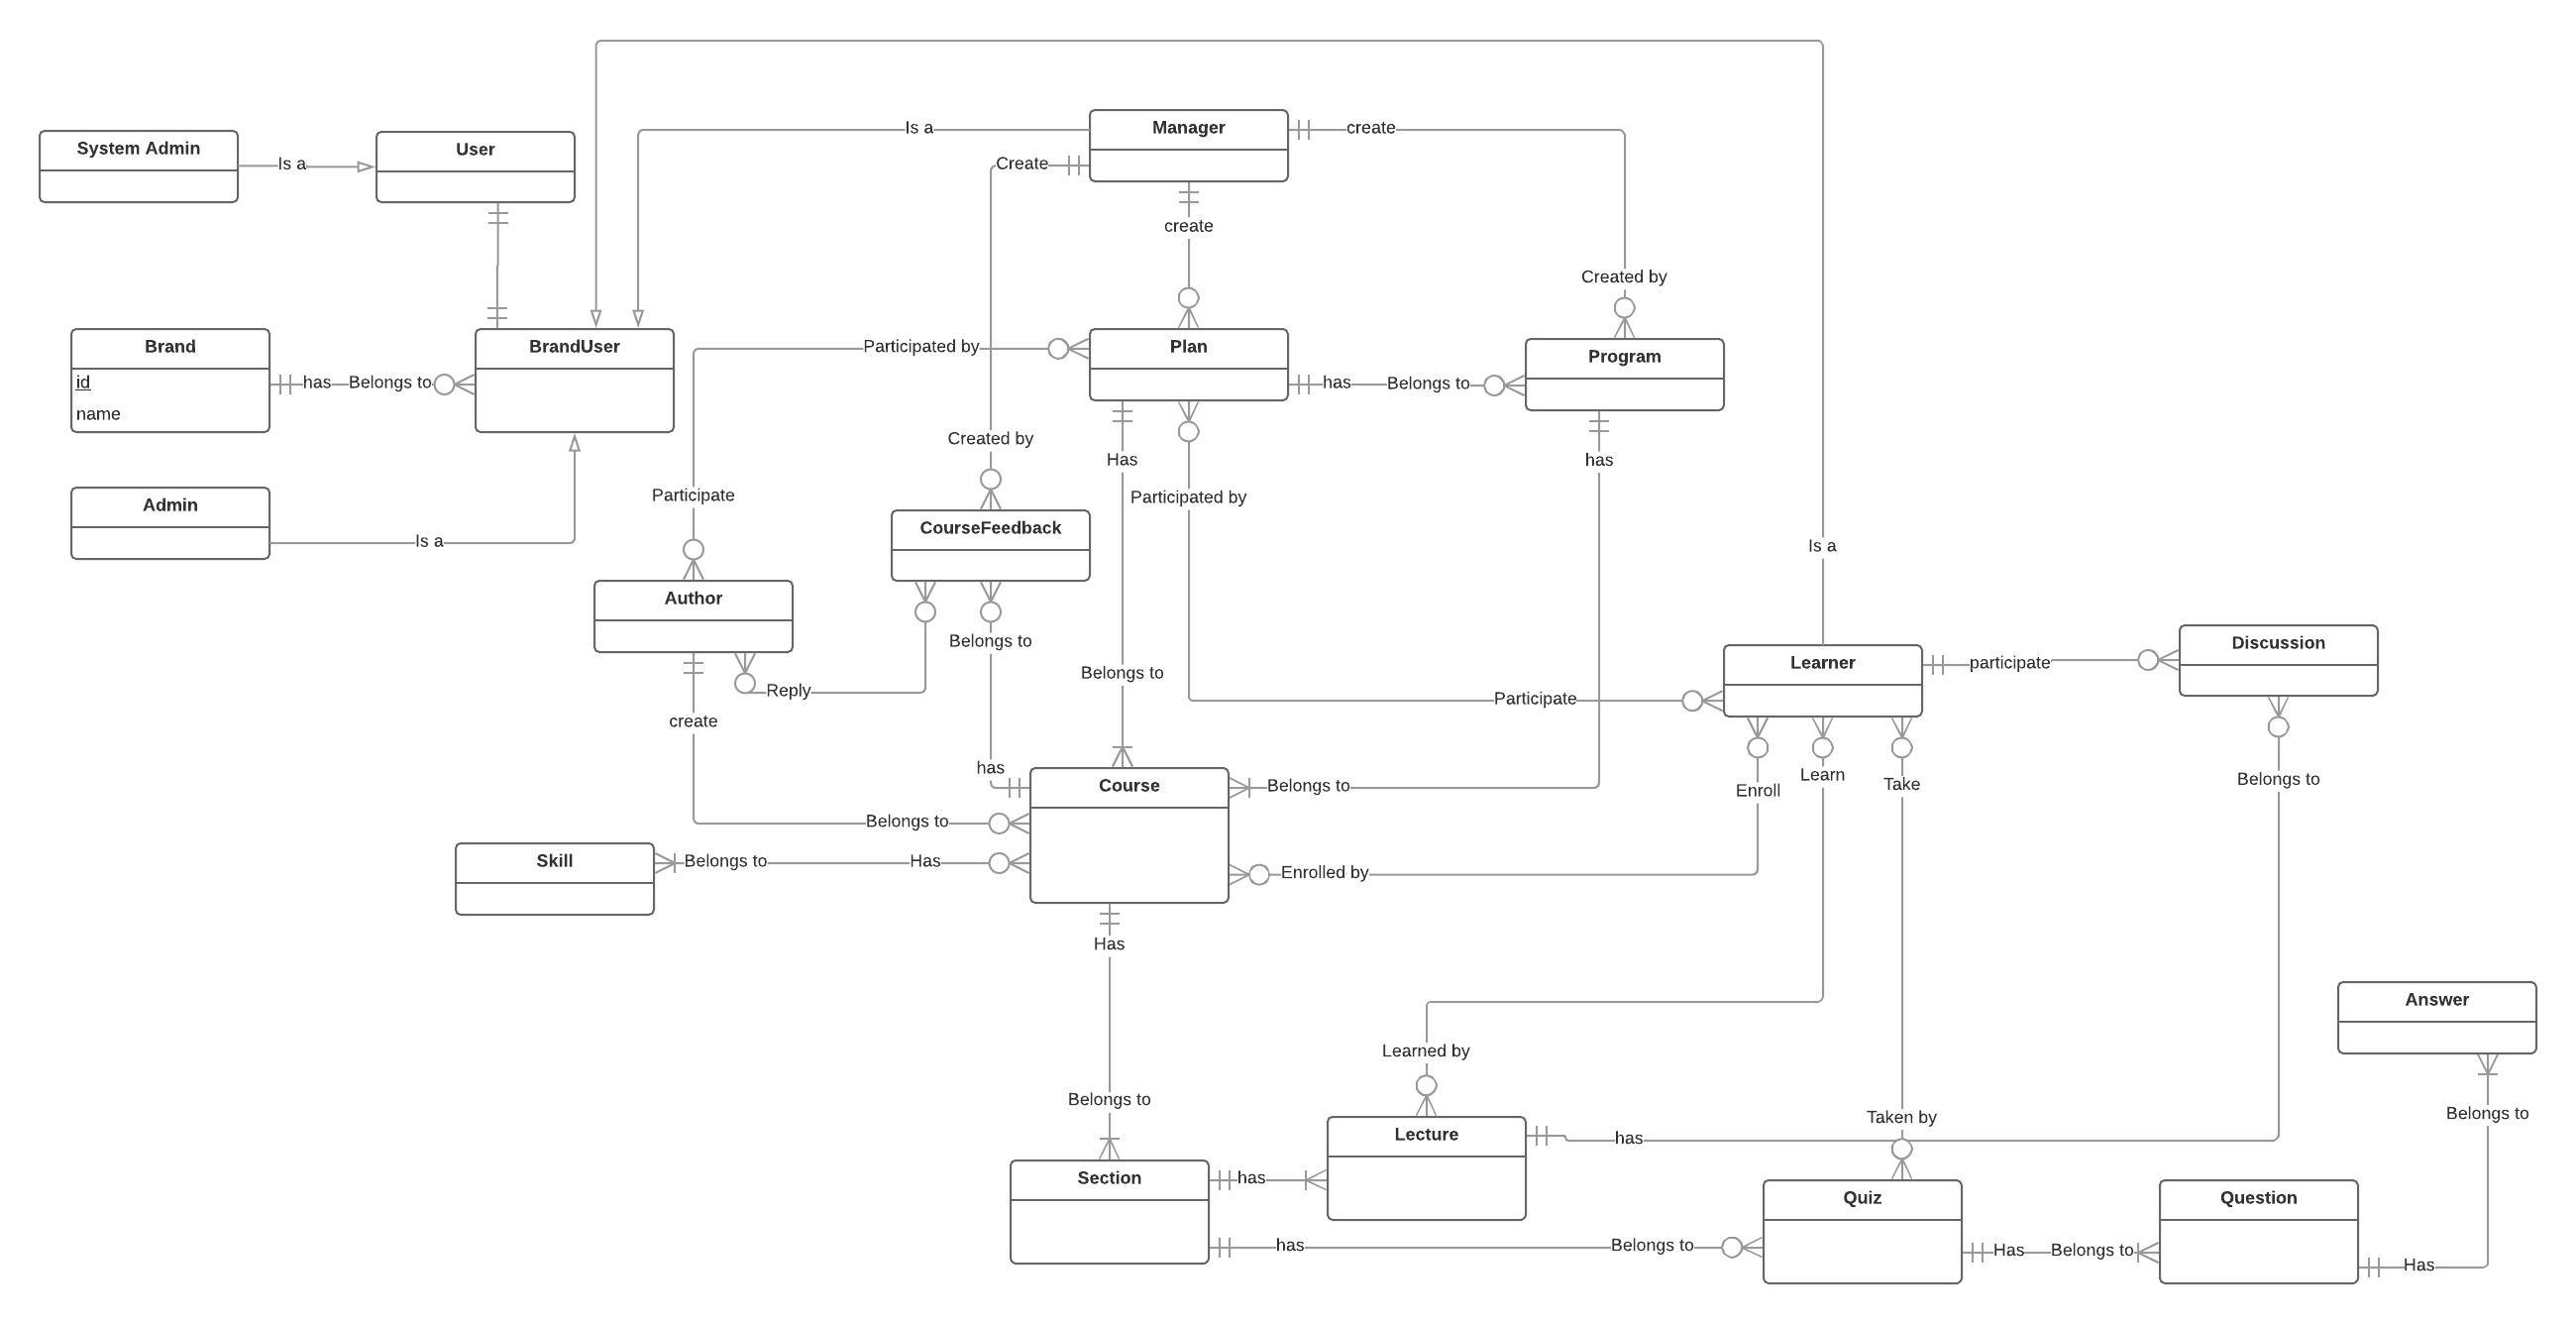 Manager
create
Is a
System Admin
User
Is a
Create
create
Created by
Brand
id
name
has
Belongs to
BrandUser
Participated by
Plan
has
Belongs to
Program
Created by
Has
has
Admin
Is a
Participate
Participated by
CourseFeedback
Is a
Author
Belongs to
Learner
participate
Discussion
Reply
Belongs to
Participate
create
has
Course
Belongs to
Enroll
Learn
Take
Belongs to
Belongs to
Skill
Belongs to
Has
Enrolled by
Has
Answer
Learned by
Belongs to
Taken by
Belongs to
Lecture
has
Section
has
Quiz
Question
has
Belongs to
Has
Belongs to
Has